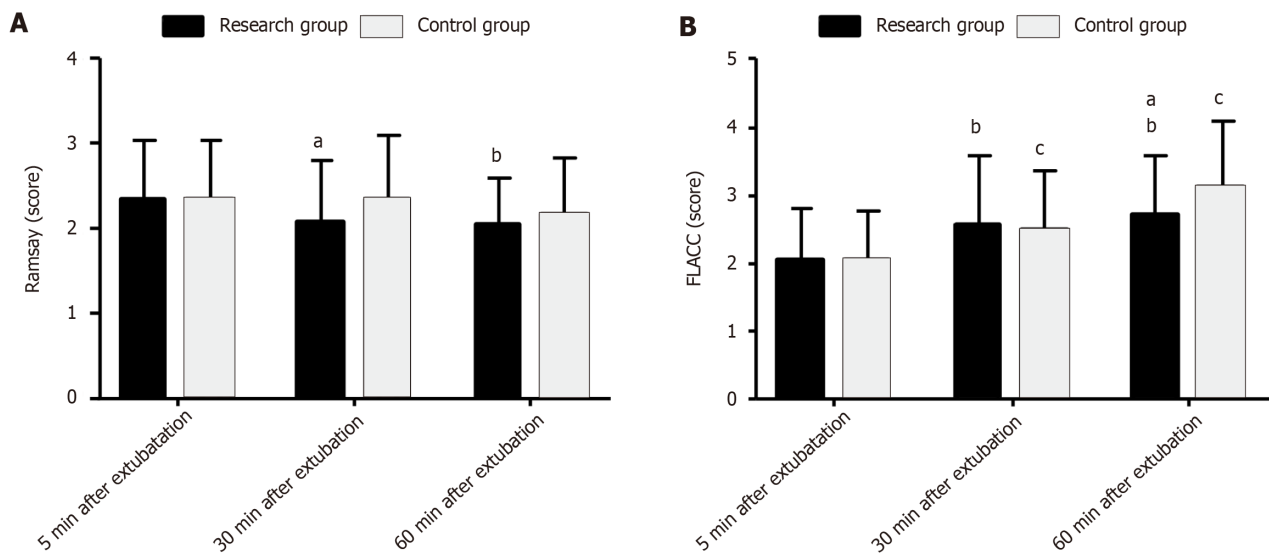 A
Research group
Control group
Ramsay (score)
4
3
2
1
0
a
b
5 min after extubatation
30 min after extubation
60 min after extubation
B
Research group
Control group
FLACC (score)
5
4
3
2
1
0
b
c
a
b
c
5 min after extubatation
30 min after extubation
60 min after extubation